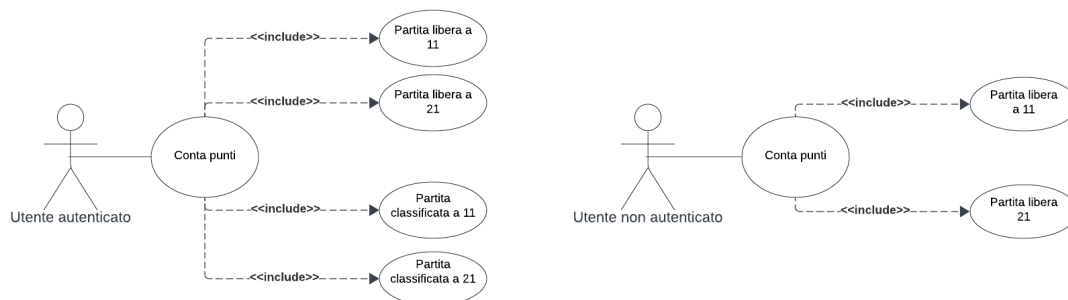 <<include>>
Partita libera a
11
<<include>>
Partita libera a
21
Conta punti
Utente autenticato
<<include>>
Partita
classificata a 11
<<include>>
Partita
classificata a 21
<<include>>
Partita libera
a 11
Conta punti
Utente non autenticato
<<include>>
Partita libera
21